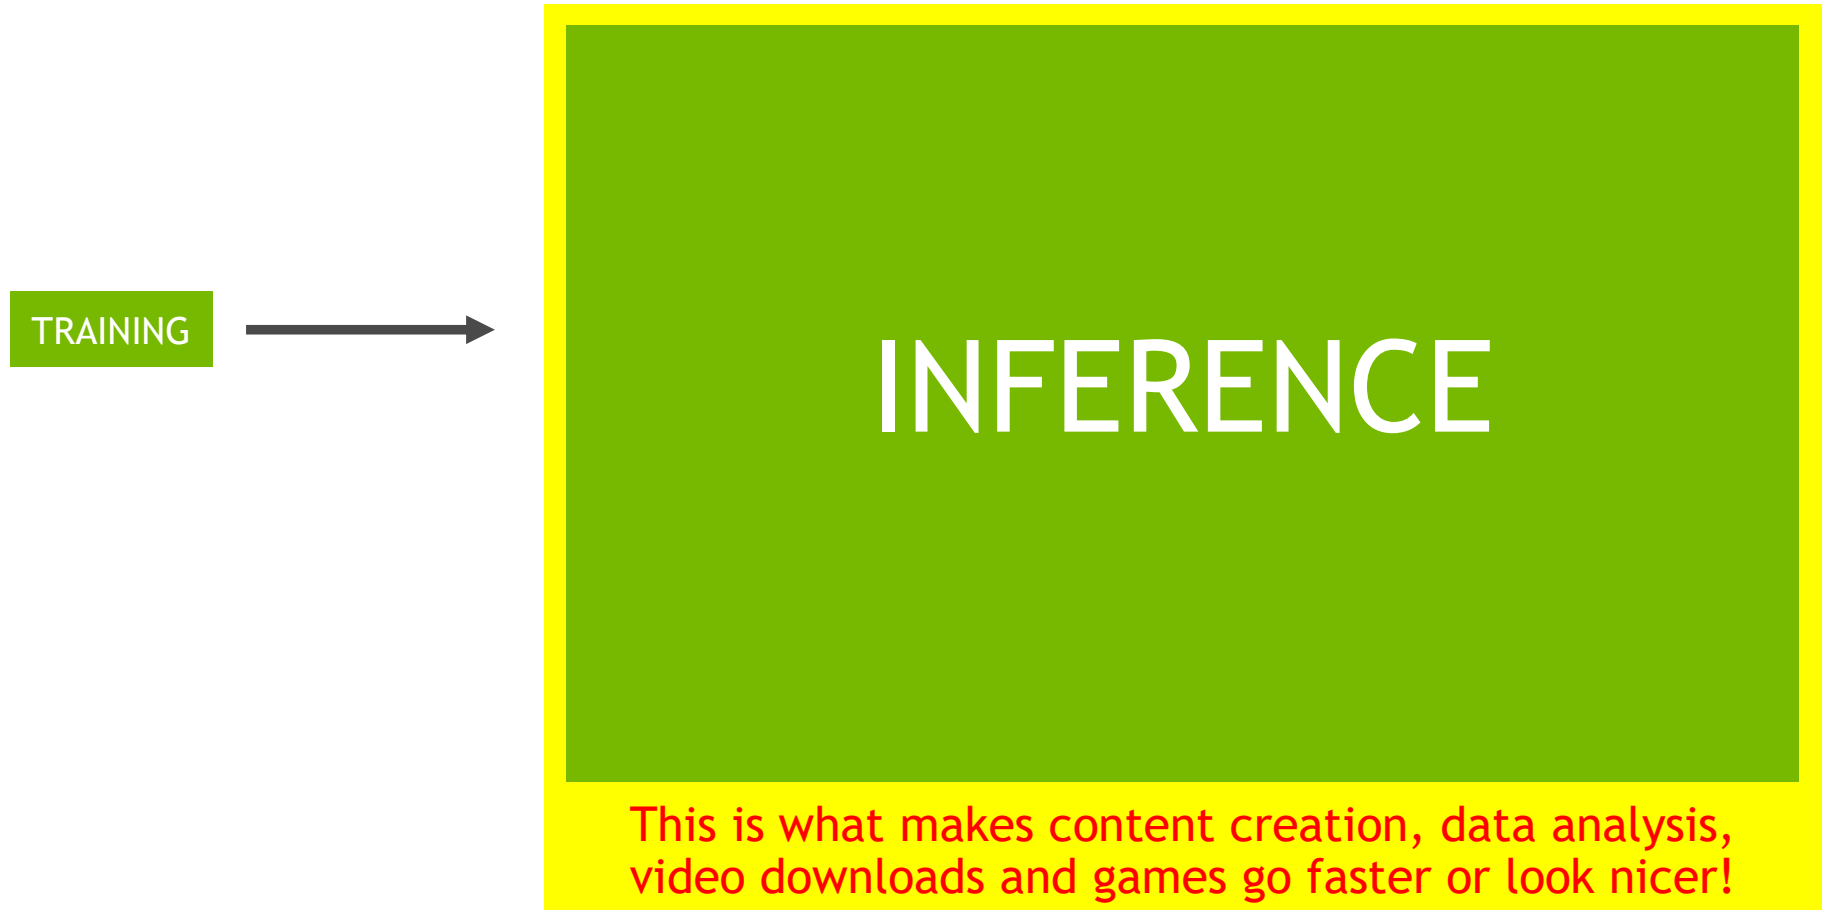 TRAINING
INFERENCE
This is what makes content creation, data analysis,
video downloads and games go faster or look nicer!